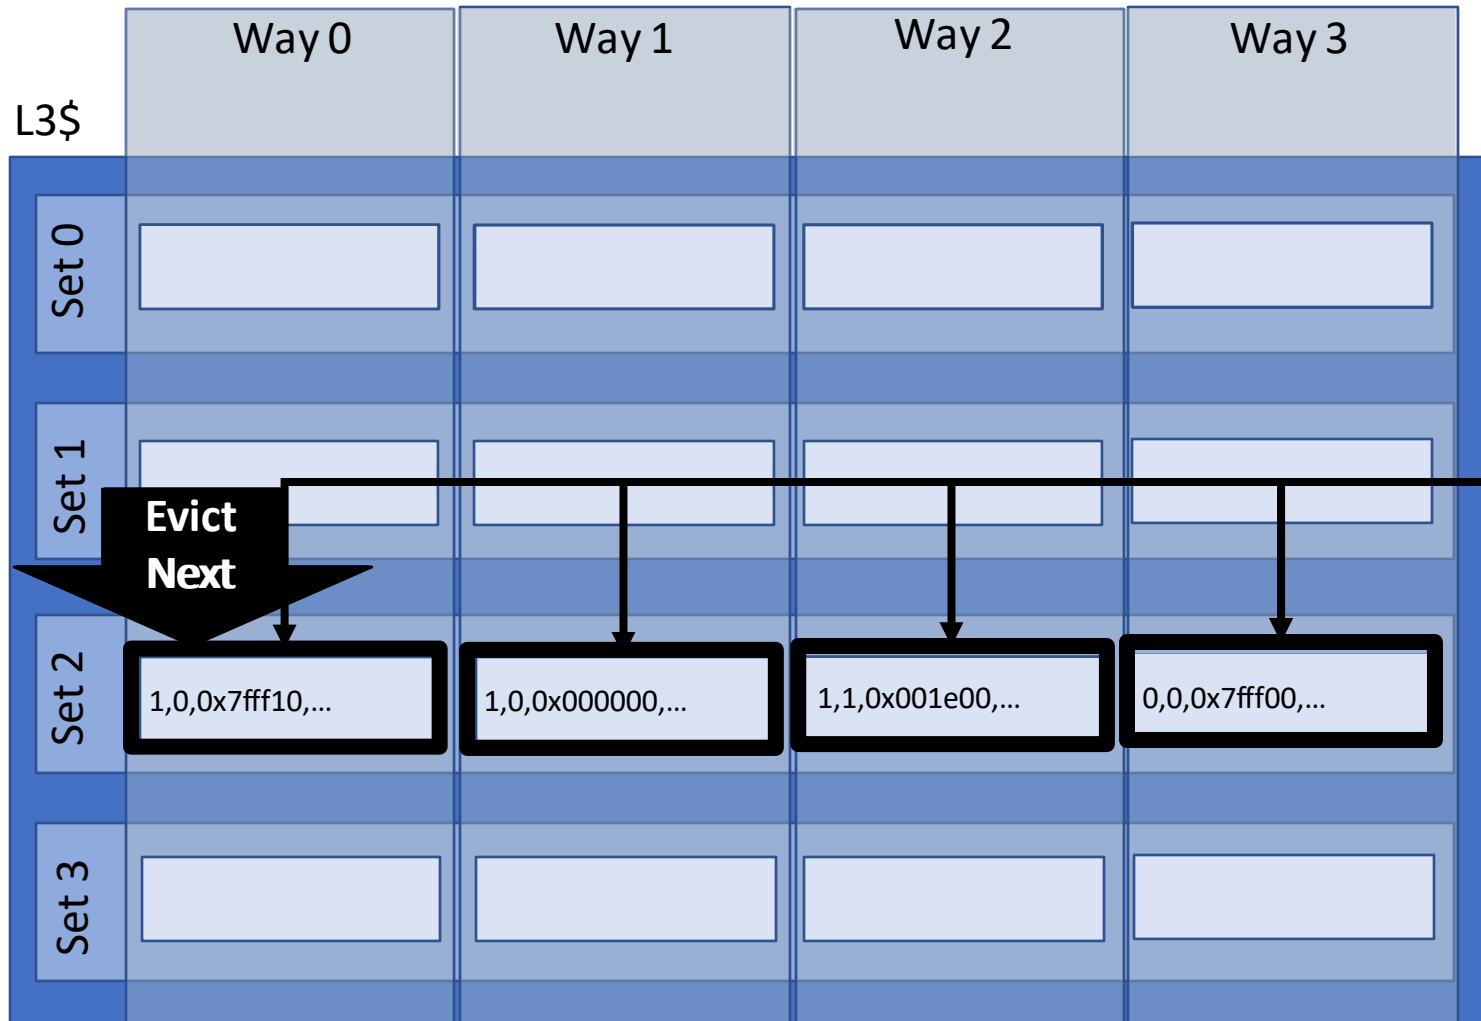 Way 0
Way 1
Way 2
Way 3
L3$
Set 0
Set 1
Evict
Next
Set 2
1,0,0x7fff10,...
1,0,0x000000,...
1,1,0x001e00,...
0,0,0x7fff00,...
Set 3